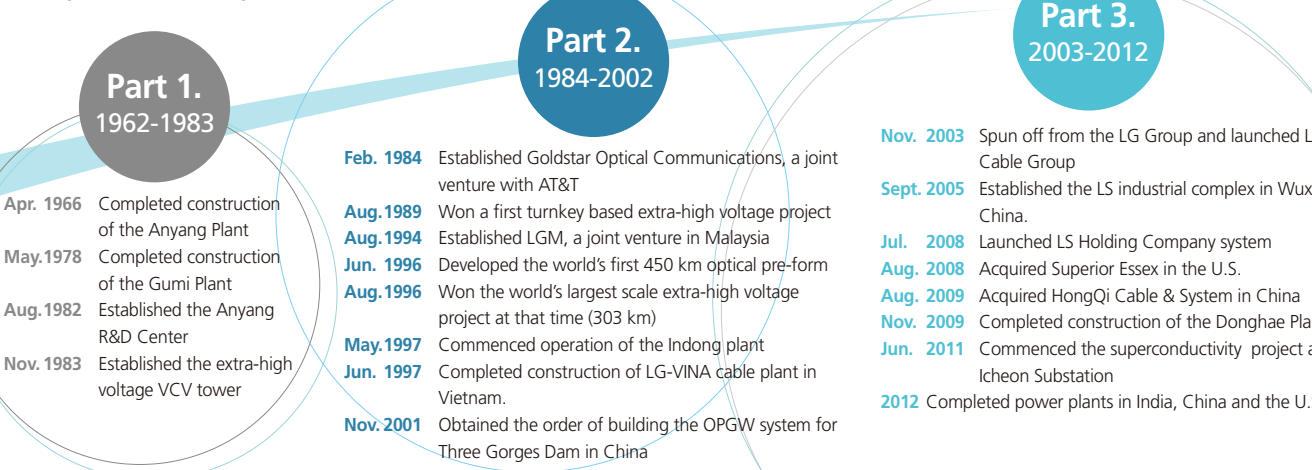 Part 1.
1962-1983
Apr. 1966 Completed construction
of the Anyang Plant
May.1978 Completed construction
of the Gumi Plant
Aug.1982 Established the Anyang
R&D Center
Nov. 1983 Established the extra-high
voltage VCV tower
Part 2.
1984-2002
Feb. 1984 Established Goldstar Optical Communications, a joint
venture with AT&T
Aug.1989 Won a first turnkey based extra-high voltage project
Aug.1994 Established LGM, a joint venture in Malaysia
Jun. 1996 Developed the world's first 450 km optical pre-form
Aug.1996 Won the world's largest scale extra-high voltage
project at that time (303 km)
May.1997 Commenced operation of the Indong plant
Jun. 1997 Completed construction of LG-VINA cable plant in
Vietnam.
Nov. 2001 Obtained the order of building the OPGW system for
Three Gorges Dam in China
Part 3.
2003-2012
Nov. 2003 Spun off from the LG Group and launched
Cable Group
Sept. 2005 Established the LS industrial complex in
China.
Jul. 2008 Launched LS Holding Company system
Aug. 2008 Acquired Superior Essex in the U.S.
Aug. 2009 Acquired HongQi Cable & System in China
Nov. 2009 Completed construction of the Donghae
Jun. 2011 Commenced the superconductivity project
Icheon Substation
2012 Completed power plants in India, China and the